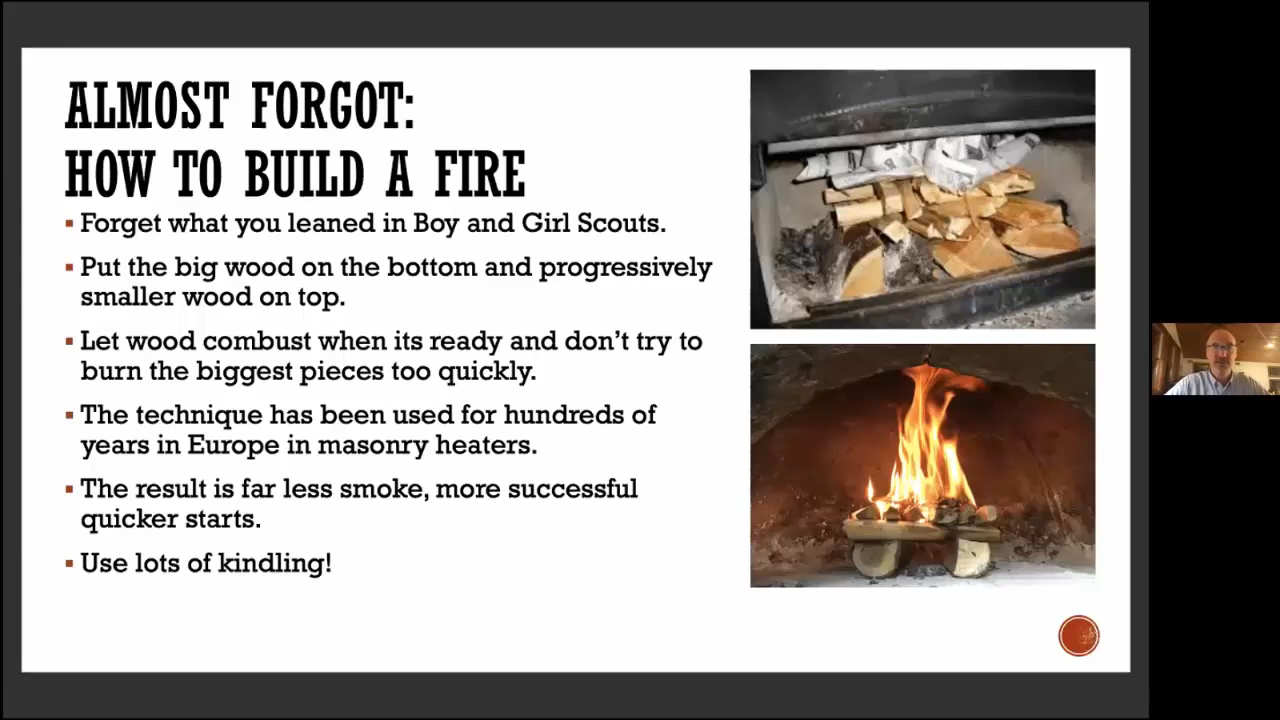 ALMOST FORGOT:
HOW TO BUILD A FIRE
▪ Forget what you leaned in Boy and Girl Scouts.
▪ Put the big wood on the bottom and progressively
smaller wood on top.
▪ Let wood combust when its ready and don't try to
burn the biggest pieces too quickly.
▪ The technique has been used for hundreds of
years in Europe in masonry heaters.
▪ The result is far less smoke, more successful
quicker starts.
▪ Use lots of kindling!